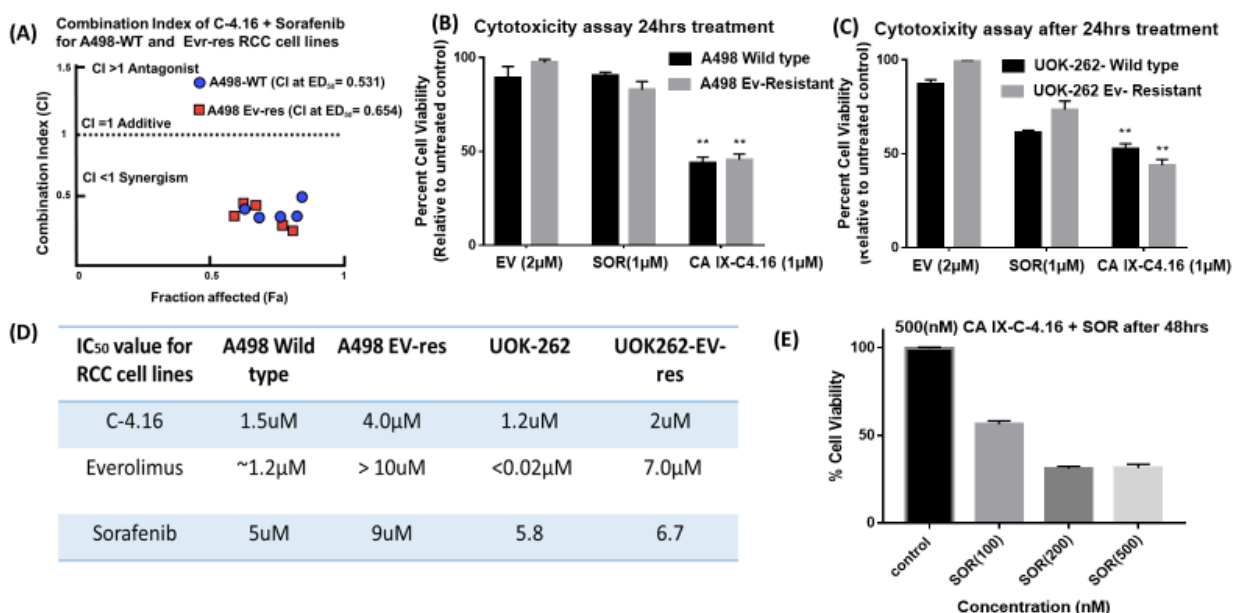 (A)
Combination Index of C-4.16 + Sorafenib
for A498-WT and Evr-res RCC cell lines
Combination Index (CI)
1.5
1
0.5
CI >1 Antagonist
A498-WT (CI at ED50= 0.531)
A498 Ev-res (CI at ED50= 0.654)
CI =1 Additive
CI <1 Synergism
0
0.5
1
Fraction affected (Fa)
(B)
Cytotoxicity assay 24hrs treatment
Percent Cell Viability
(Relative to untreated control)
100
50
0
A498 Wild type
A498 Ev-Resistant
**
**
EV (2µM)
SOR(1µM)
CA IX-C4.16 (1µM)
(C)
Cytotoxixity assay after 24hrs treatment
Percent Cell Viability
(Relative to untreated control)
100
50
0
UOK-262- Wild type
UOK-262 Ev- Resistant
**
**
EV (2µM)
SOR(1µM)
CA IX-C4.16 (1µM)
(D)
IC50 value for RCC cell lines A498 Wild type A498 EV-res UOK-262 UOK262-EV-res
C-4.16 1.5uM 4.0µM 1.2uM 2uM
Everolimus ~1.2µM > 10uM <0.02µM 7.0µM
Sorafenib 5uM 9uM 5.8 6.7
(E)
500(nM) CA IX-C-4.16 + SOR after 48hrs
% Cell Viability
100
50
0
control
SOR(100)
SOR(200)
SOR(500)
Concentration (nM)